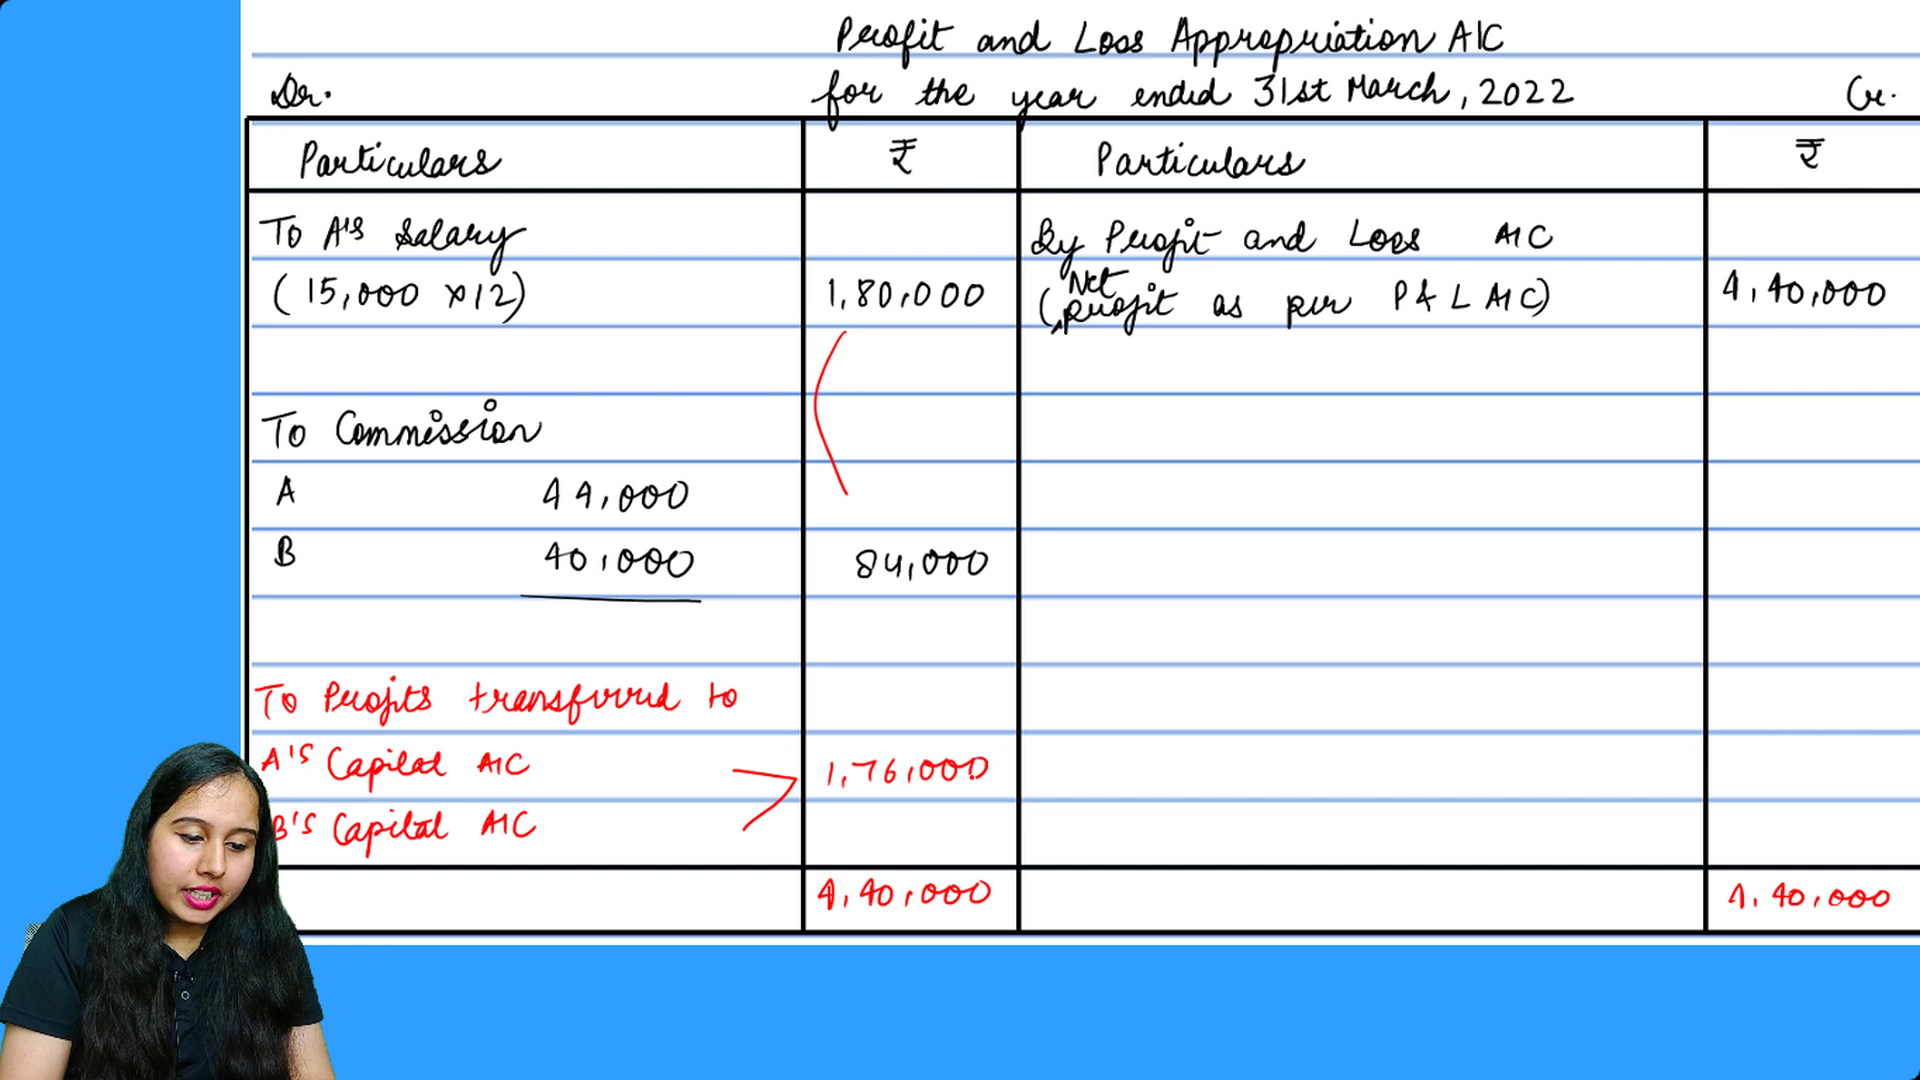 Profit and Loss Appropriation A/C
Dr. for the year ended 31st March, 2022 Cr.
Particulars ₹ Particulars ₹
To A's Salary By Profit and Loss A/C
(15,000 × 12) 1,80,000 (Net profit as per P & L A/C) 4,40,000
To Commission
A 44,000
B 40,000 84,000
To Profits transferred to
A's Capital A/C 1,76,000
B's Capital A/C
4,40,000 4,40,000